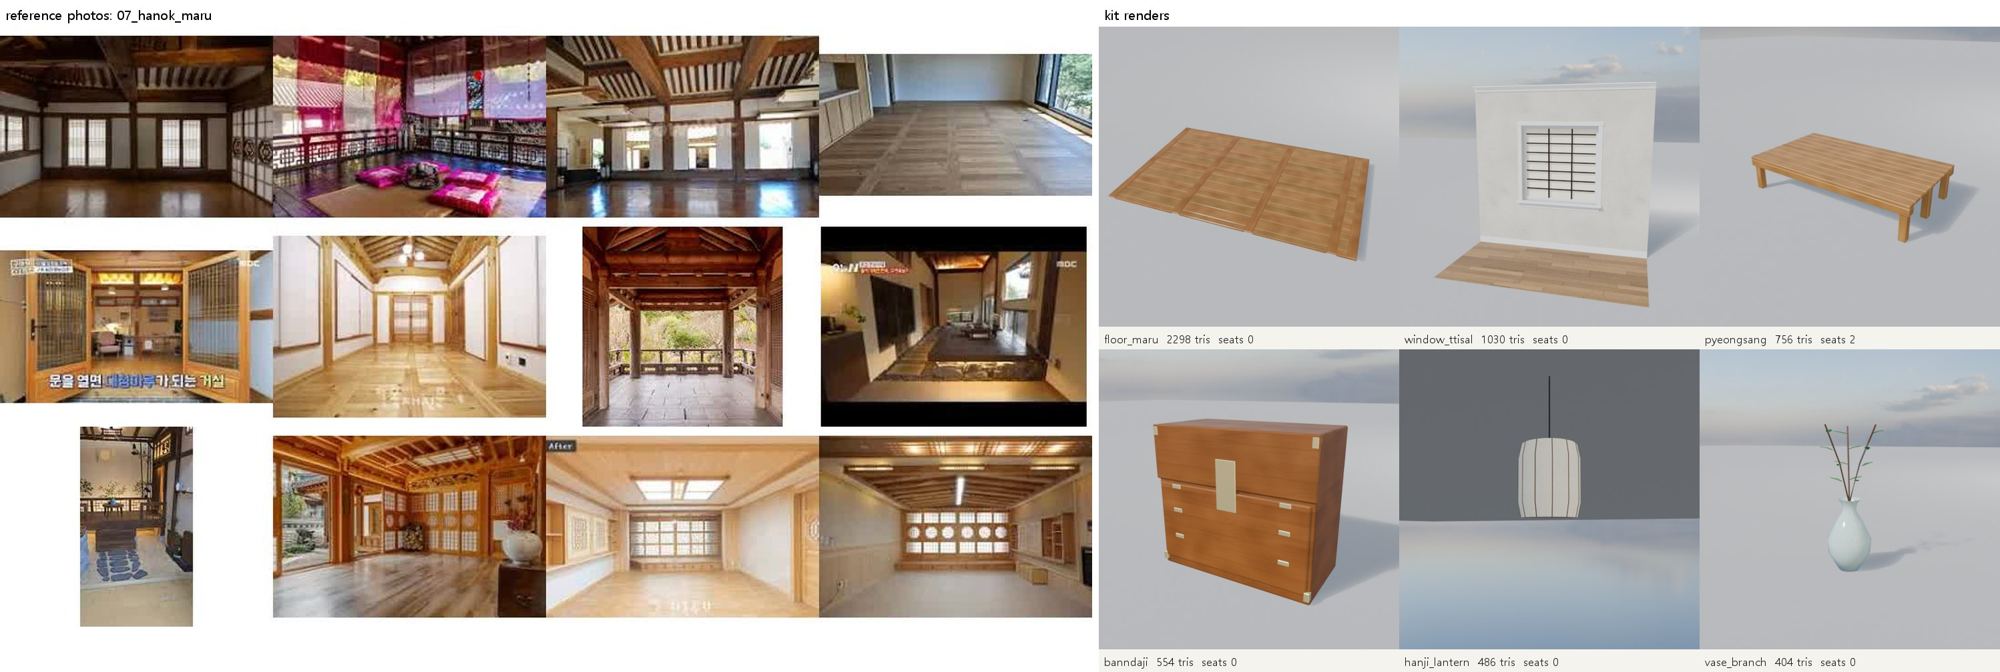 reference photos: 07_hanok_maru
kit renders
MBC
MBC
문을 열면 대청마루가 되는 거실
After
floor_maru 2298 tris seats 0
window_ttisal 1030 tris seats 0
pyeongsang 756 tris seats 2
banndaji 554 tris seats 0
hanji_lantern 486 tris seats 0
vase_branch 404 tris seats 0